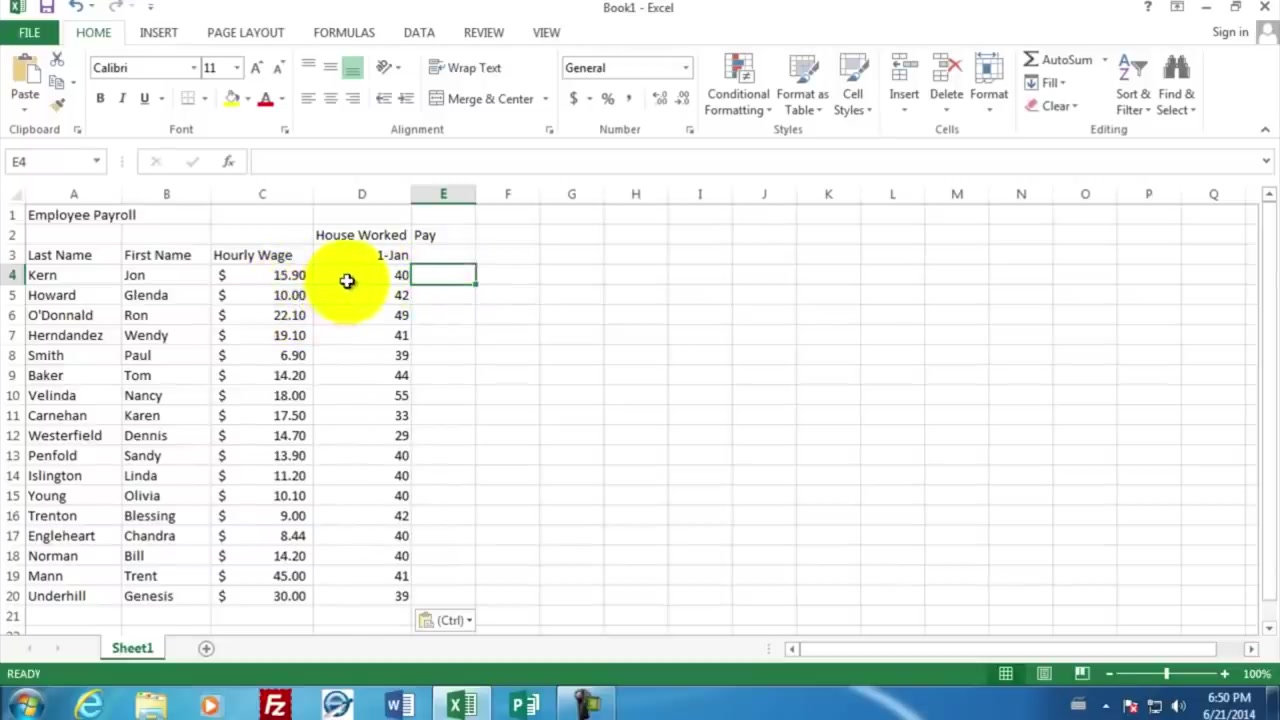 Book1 - Excel
?
FILE HOME INSERT PAGE LAYOUT FORMULAS DATA REVIEW VIEW Sign in
Paste Calibri 11 A A Wrap Text General Conditional Formatting Format as Table Cell Styles Insert Delete Format AutoSum Sort & Filter Find & Select
B I U A Merge & Center $ % , Fill
Clear
Clipboard Font Alignment Number Styles Cells Editing
E4 fx
A B C D E F G H I J K L M N O P Q
1 Employee Payroll
2 House Worked Pay
3 Last Name First Name Hourly Wage 1-Jan
4 Kern Jon $ 15.90 40
5 Howard Glenda $ 10.00 42
6 O'Donnald Ron $ 22.10 49
7 Herndandez Wendy $ 19.10 41
8 Smith Paul $ 6.90 39
9 Baker Tom $ 14.20 44
10 Velinda Nancy $ 18.00 55
11 Carnehan Karen $ 17.50 33
12 Westerfield Dennis $ 14.70 29
13 Penfold Sandy $ 13.90 40
14 Islington Linda $ 11.20 40
15 Young Olivia $ 10.10 40
16 Trenton Blessing $ 9.00 42
17 Engleheart Chandra $ 8.44 40
18 Norman Bill $ 14.20 40
19 Mann Trent $ 45.00 41
20 Underhill Genesis $ 30.00 39
21 (Ctrl)
Sheet1
READY 100%
6:50 PM
6/21/2014